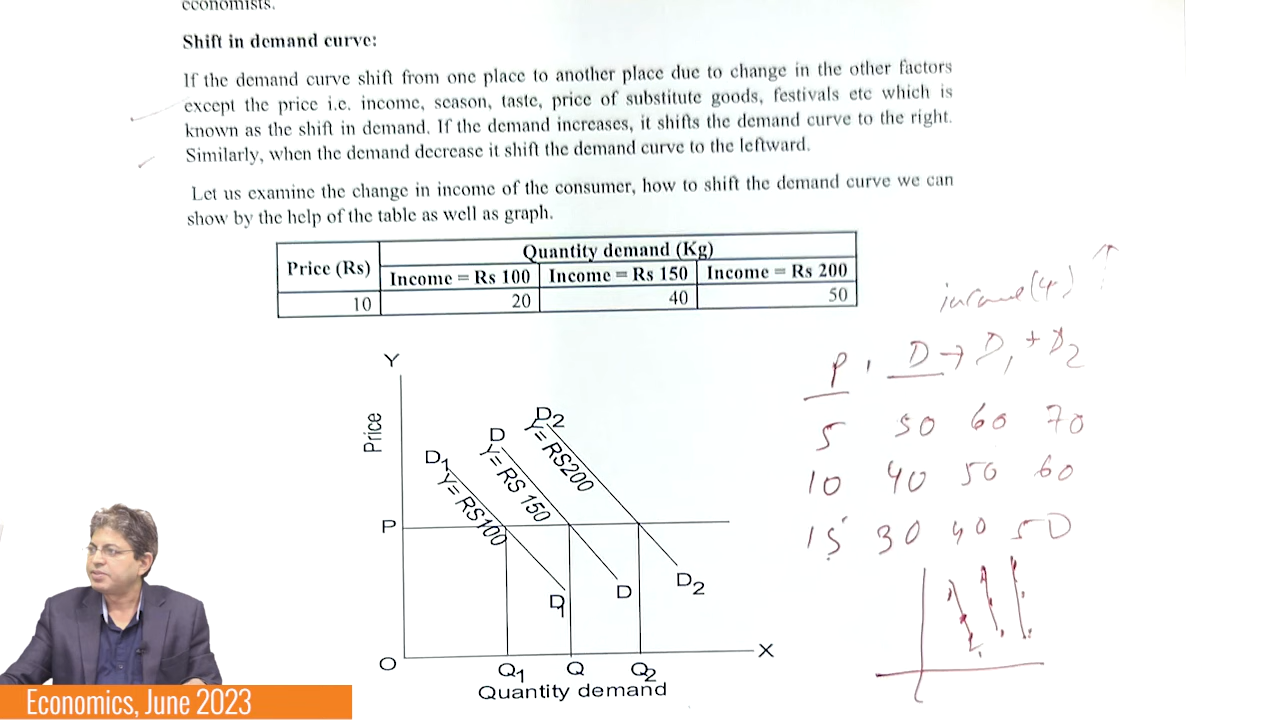 economists.
Shift in demand curve:
If the demand curve shift from one place to another place due to change in the other factors
except the price i.e. income, season, taste, price of substitute goods, festivals etc which is
known as the shift in demand. If the demand increases, it shifts the demand curve to the right.
Similarly, when the demand decrease it shift the demand curve to the leftward.
Let us examine the change in income of the consumer, how to shift the demand curve we can
show by the help of the table as well as graph.
Price (Rs) Quantity demand (Kg)
Income = Rs 100 Income = Rs 150 Income = Rs 200
10 20 40 50
income(Y) ↑
P, D → D1 + D2
5 50 60 70
10 40 50 60
15 30 40 50
Y
Price
D1 D D2
Y=RS100 Y=RS 150 Y=RS200
P
D1 D D2
O Q1 Q Q2 X
Quantity demand
Economics, June 2023